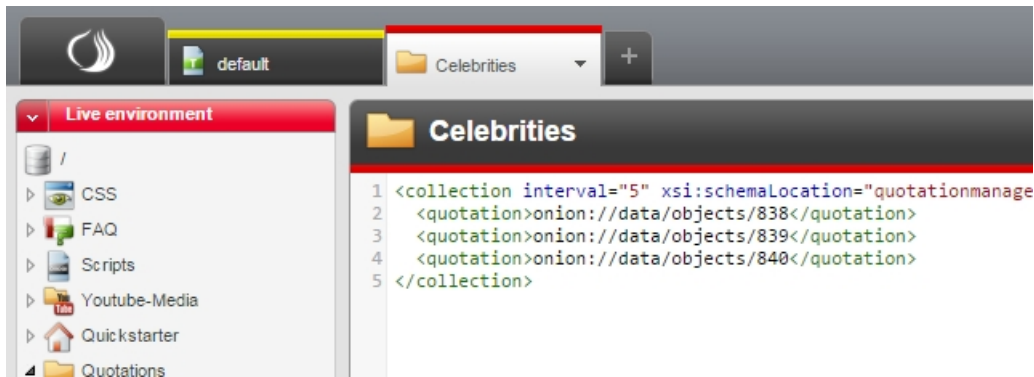 default
Celebrities
+
Live environment
/
CSS
FAQ
Scripts
Youtube-Media
Quickstarter
Quotations
Celebrities
1 <collection interval="5" xsi:schemaLocation="quotationmanage
2 <quotation>onion://data/objects/838</quotation>
3 <quotation>onion://data/objects/839</quotation>
4 <quotation>onion://data/objects/840</quotation>
5 </collection>